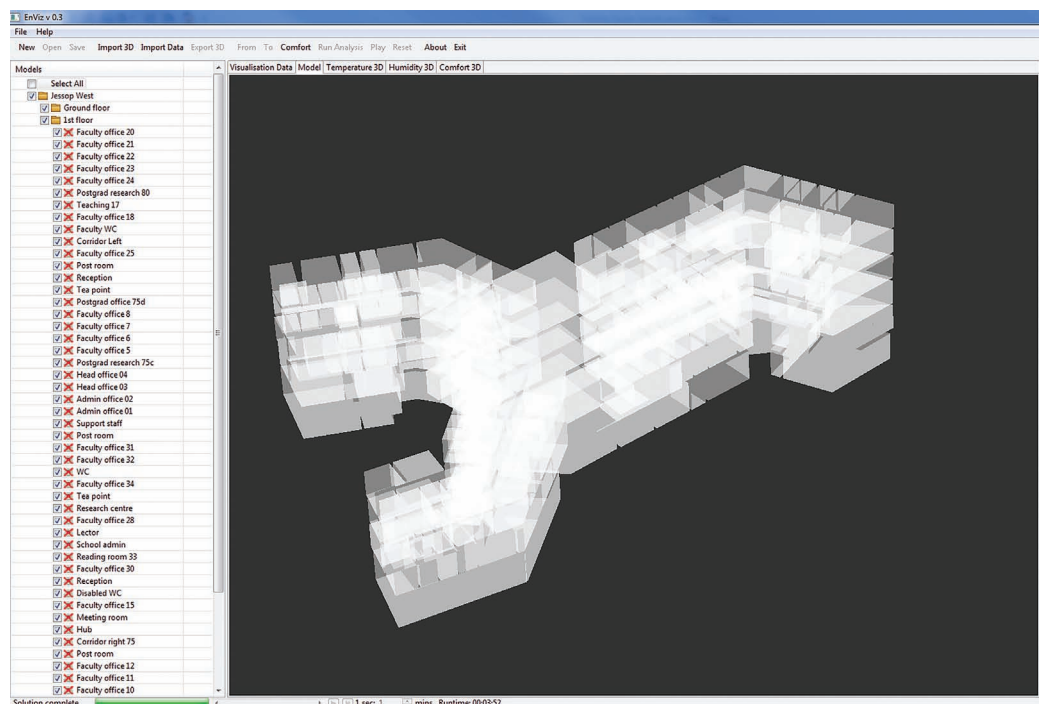 EnViz v 0.3
File Help
New Open Save Import 3D Import Data Export 3D From To Comfort Run Analysis Play Reset About Exit
Models
Visualisation Data Model Temperature 3D Humidity 3D Comfort 3D
Select All
Jessop West
Ground floor
1st floor
Faculty office 20
Faculty office 21
Faculty office 22
Faculty office 23
Faculty office 24
Postgrad research 80
Teaching 17
Faculty office 18
Faculty WC
Corridor Left
Faculty office 25
Post room
Reception
Tea point
Postgrad office 75d
Faculty office 8
Faculty office 7
Faculty office 6
Faculty office 5
Postgrad research 75c
Head office 04
Head office 03
Admin office 02
Admin office 01
Support staff
Post room
Faculty office 31
Faculty office 32
WC
Faculty office 34
Tea point
Research centre
Faculty office 28
Lector
School admin
Reading room 33
Faculty office 30
Reception
Disabled WC
Faculty office 15
Meeting room
Hub
Corridor right 75
Post room
Faculty office 12
Faculty office 11
Faculty office 10
Solution complete 1 sec: 1 mins Runtime: 00:03:52